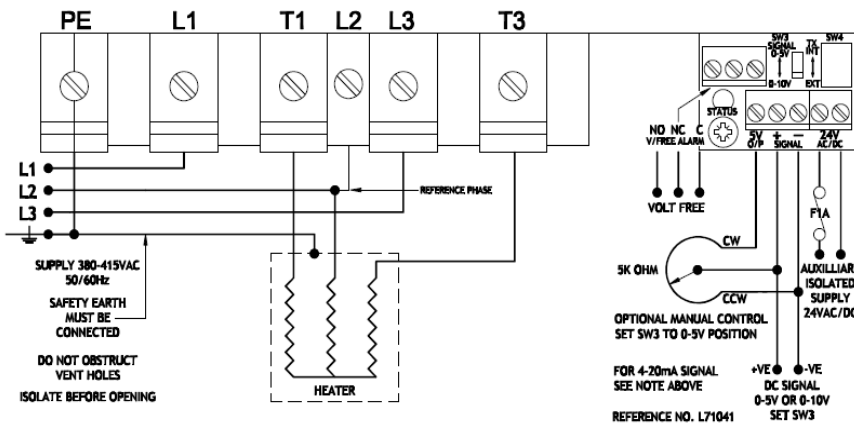 PE L1 T1 L2 L3 T3
SW3
SIGNAL
0-5V
0-10V
TX
INT
EXT
SW4
STATUS
NO NC C
V/FREE ALARM
5V
O/P
+ -
SIGNAL
24V
AC/DC
L1
L2
L3
REFERENCE PHASE
VOLT FREE
F1A
SUPPLY 380-415VAC
50/60Hz
SAFETY EARTH
MUST BE
CONNECTED
DO NOT OBSTRUCT
VENT HOLES
ISOLATE BEFORE OPENING
HEATER
5K OHM
CW
CCW
AUXILLIAR
ISOLATED
SUPPLY
24VAC/DC
OPTIONAL MANUAL CONTROL
SET SW3 TO 0-5V POSITION
FOR 4-20mA SIGNAL
SEE NOTE ABOVE
REFERENCE NO. L71041
+VE -VE
DC SIGNAL
0-5V OR 0-10V
SET SW3